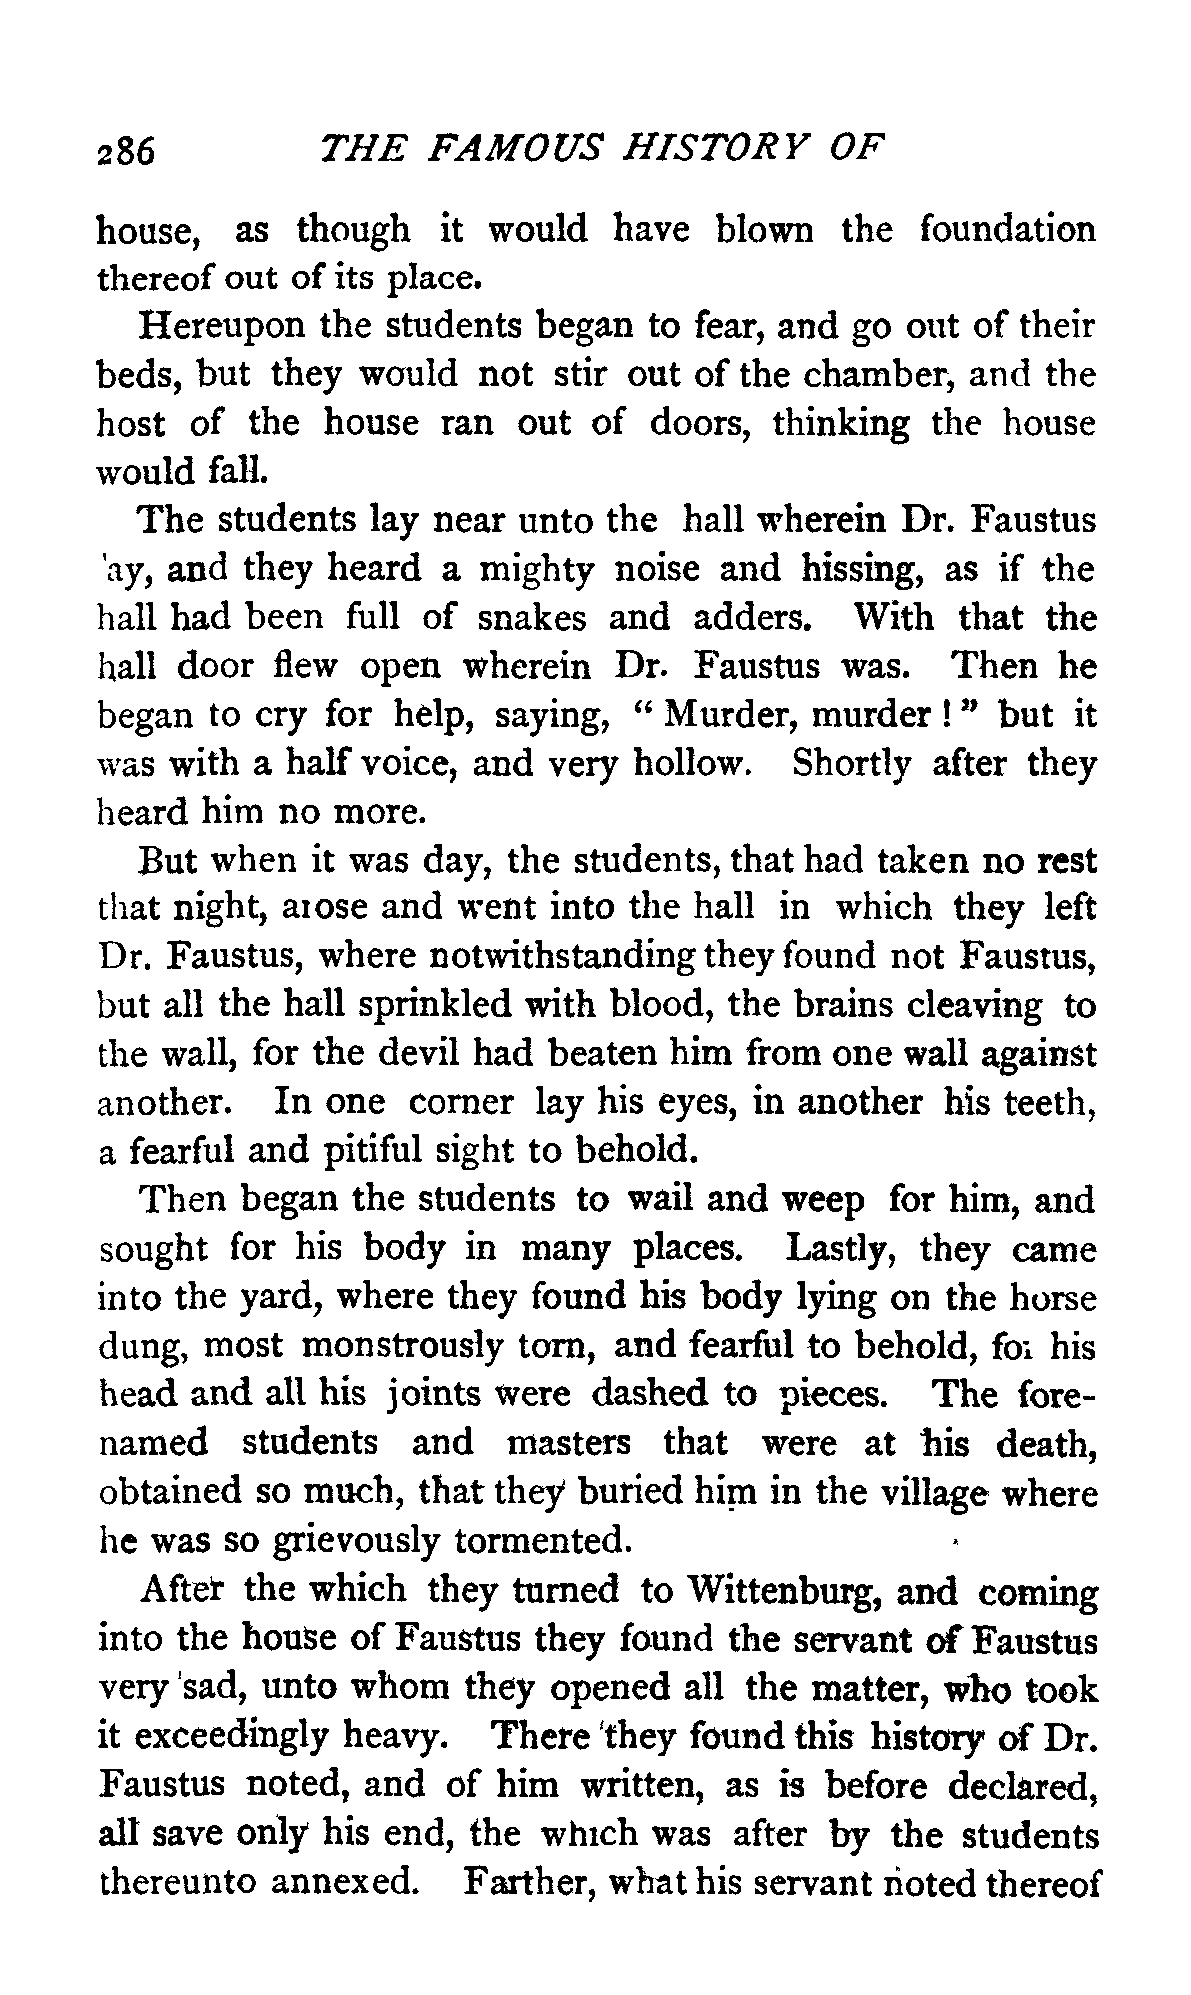 286 THE FAMOUS HISTORY OF
house, as though it would have blown the foundation
thereof out of its place.
Hereupon the students began to fear, and go out of their
beds, but they would not stir out of the chamber, and the
host of the house ran out of doors, thinking the house
would fall.
The students lay near unto the hall wherein Dr. Faustus
'ay, and they heard a mighty noise and hissing, as if the
hall had been full of snakes and adders. With that the
hall door flew open wherein Dr. Faustus was. Then he
began to cry for help, saying, “ Murder, murder ! ” but it
was with a half voice, and very hollow. Shortly after they
heard him no more.
But when it was day, the students, that had taken no rest
that night, arose and went into the hall in which they left
Dr. Faustus, where notwithstanding they found not Faustus,
but all the hall sprinkled with blood, the brains cleaving to
the wall, for the devil had beaten him from one wall against
another. In one corner lay his eyes, in another his teeth,
a fearful and pitiful sight to behold.
Then began the students to wail and weep for him, and
sought for his body in many places. Lastly, they came
into the yard, where they found his body lying on the horse
dung, most monstrously torn, and fearful to behold, for his
head and all his joints were dashed to pieces. The fore-
named students and masters that were at his death,
obtained so much, that they buried him in the village where
he was so grievously tormented.
After the which they turned to Wittenburg, and coming
into the house of Faustus they found the servant of Faustus
very sad, unto whom they opened all the matter, who took
it exceedingly heavy. There they found this history of Dr.
Faustus noted, and of him written, as is before declared,
all save only his end, the which was after by the students
thereunto annexed. Farther, what his servant noted thereof